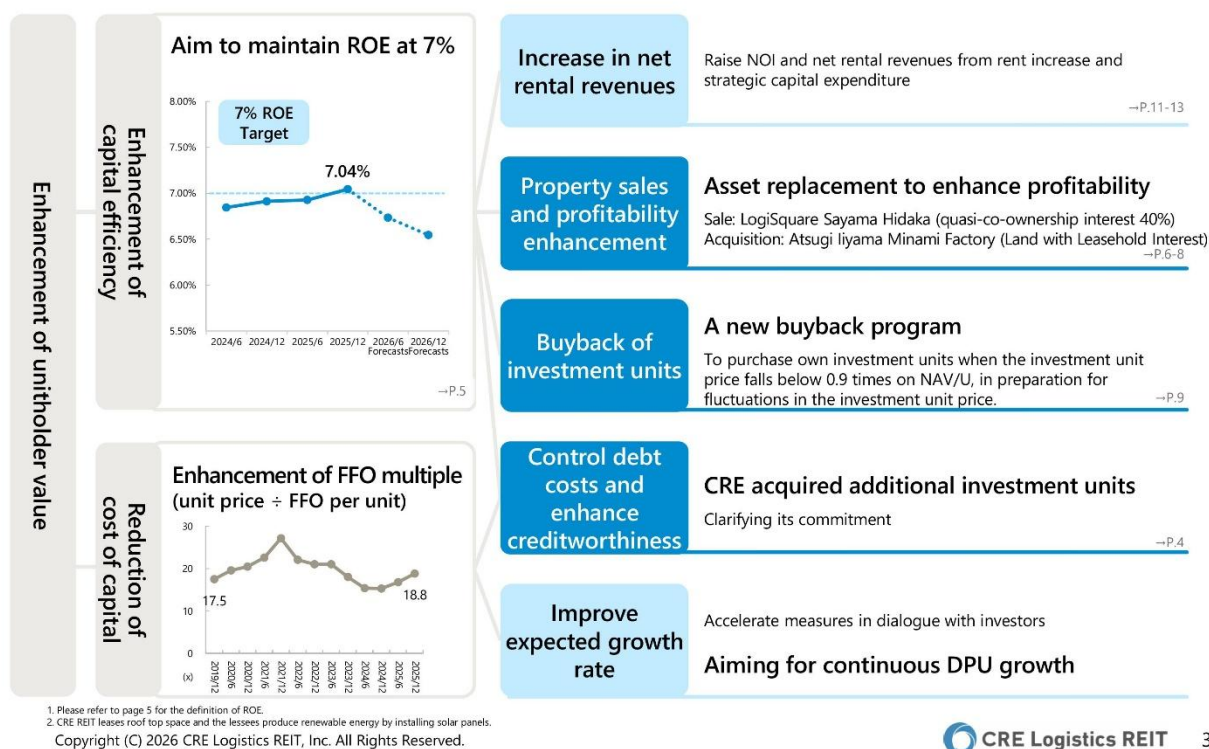 Enhancement of unitholder value
Enhancement of
capital efficiency
Aim to maintain ROE at 7%
8.00%
7.50%
7.00%
6.50%
6.00%
5.50%
7% ROE
Target
7.04%
2024/6 2024/12 2025/6 2025/12 2026/6 2026/12
Forecasts Forecasts
→P.5
Reduction of
cost of capital
Enhancement of FFO multiple
(unit price ÷ FFO per unit)
30
20
10
0
(x)
17.5
18.8
2019/12
2020/6
2020/12
2021/6
2021/12
2022/6
2022/12
2023/6
2023/12
2024/6
2024/12
2025/6
2025/12
Increase in net
rental revenues
Raise NOI and net rental revenues from rent increase and
strategic capital expenditure
→P.11-13
Property sales
and profitability
enhancement
Asset replacement to enhance profitability
Sale: LogiSquare Sayama Hidaka (quasi-co-ownership interest 40%)
Acquisition: Atsugi Iiyama Minami Factory (Land with Leasehold Interest)
→P.6-8
Buyback of
investment units
A new buyback program
To purchase own investment units when the investment unit
price falls below 0.9 times on NAV/U, in preparation for
fluctuations in the investment unit price.
→P.9
Control debt
costs and
enhance
creditworthiness
CRE acquired additional investment units
Clarifying its commitment
→P.4
Improve
expected growth
rate
Accelerate measures in dialogue with investors
Aiming for continuous DPU growth
1. Please refer to page 5 for the definition of ROE.
2. CRE REIT leases roof top space and the lessees produce renewable energy by installing solar panels.
Copyright (C) 2026 CRE Logistics REIT, Inc. All Rights Reserved.
CRE Logistics REIT
3